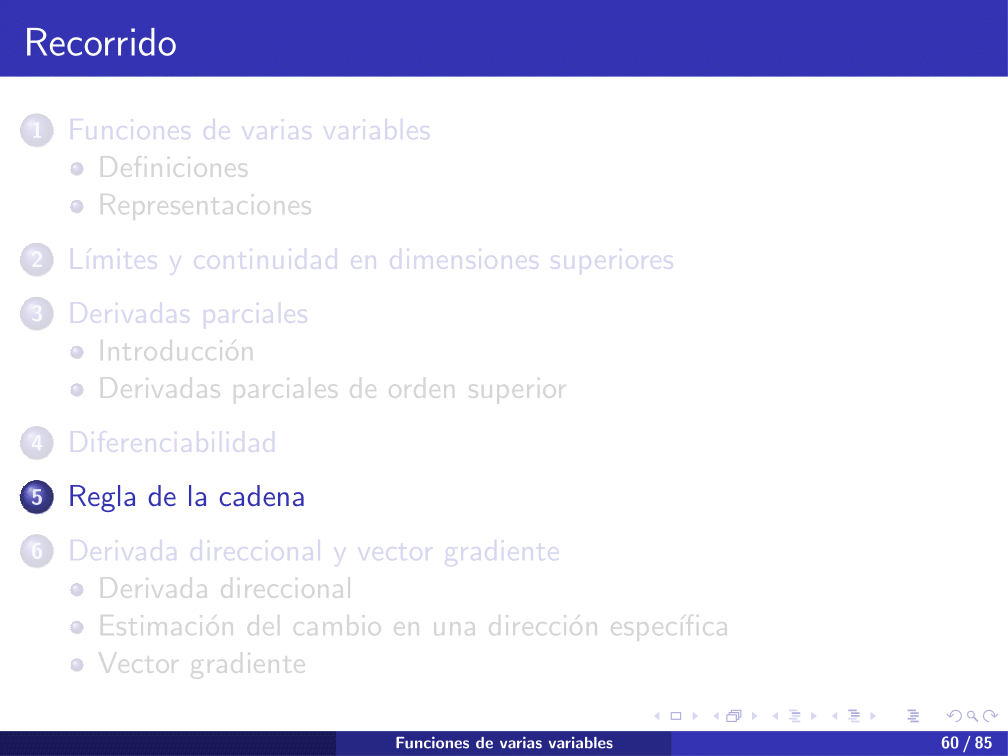 Recorrido
1 Funciones de varias variables
Definiciones
Representaciones
2 Límites y continuidad en dimensiones superiores
3 Derivadas parciales
Introducción
Derivadas parciales de orden superior
4 Diferenciabilidad
5 Regla de la cadena
6 Derivada direccional y vector gradiente
Derivada direccional
Estimación del cambio en una dirección específica
Vector gradiente
Funciones de varias variables
60 / 85